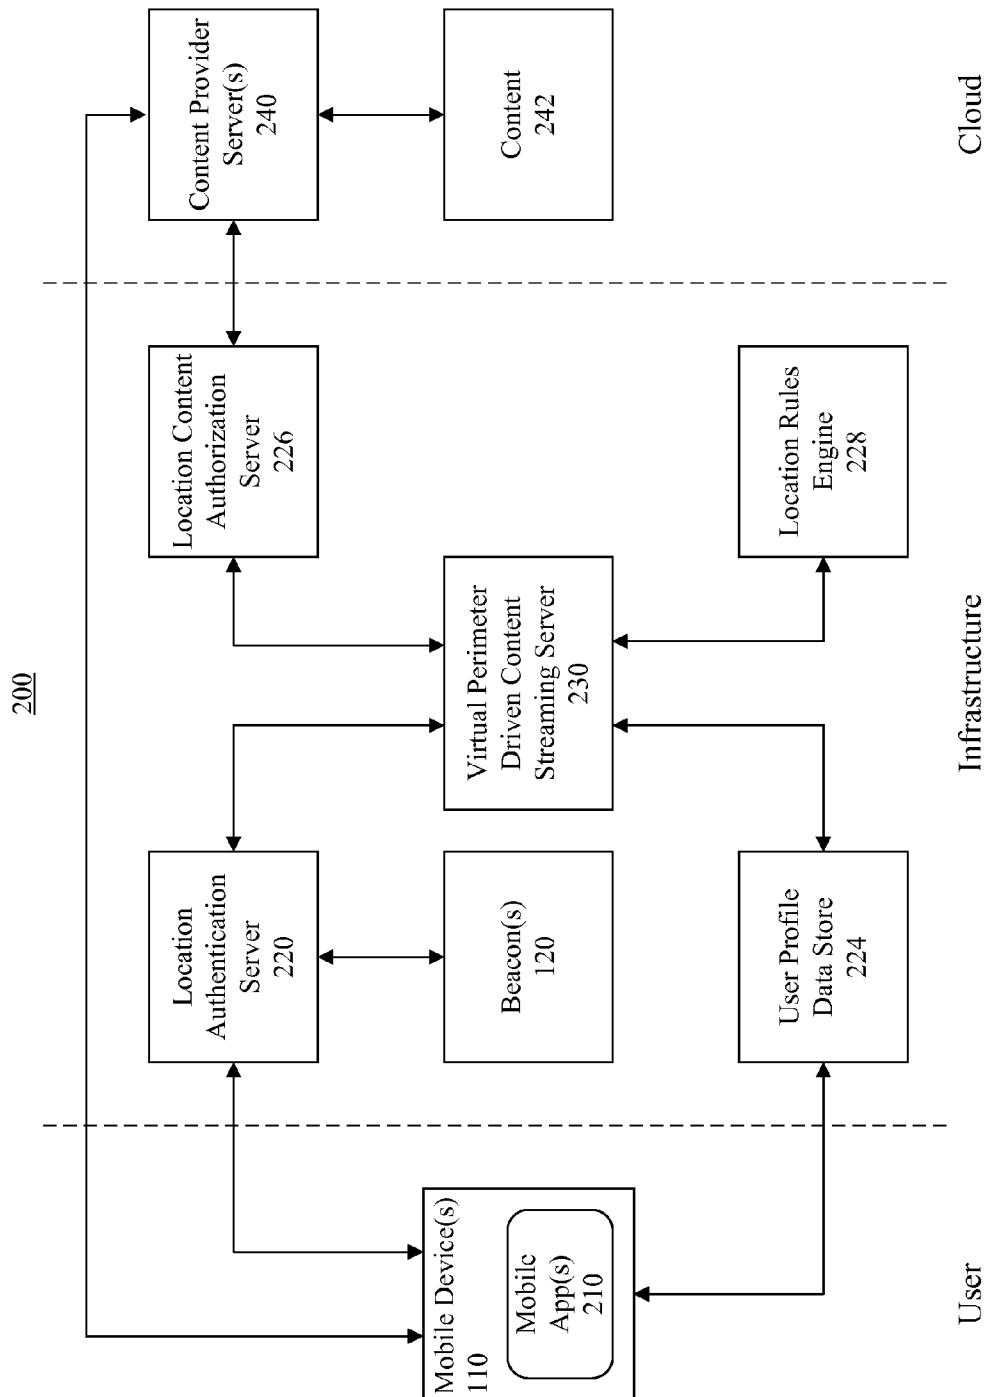 200
Mobile Device(s)
110
Mobile
App(s)
210
Location
Authentication
Server
220
Beacon(s)
120
User Profile
Data Store
224
Virtual Perimeter
Driven Content
Streaming Server
230
Location Content
Authorization
Server
226
Location Rules
Engine
228
Content Provider
Server(s)
240
Content
242
User
Infrastructure
Cloud